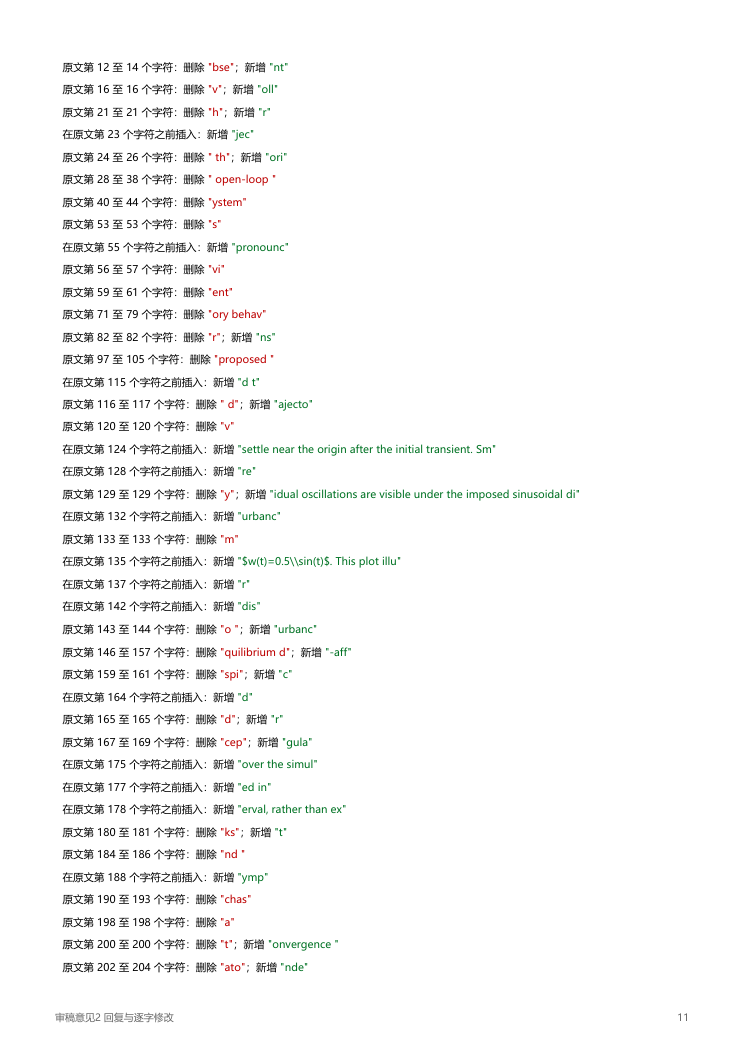 原文第 12 至 14 个字符：删除 "bse"；新增 "nt"
原文第 16 至 16 个字符：删除 "v"；新增 "oll"
原文第 21 至 21 个字符：删除 "h"；新增 "r"
在原文第 23 个字符之前插入：新增 "jec"
原文第 24 至 26 个字符：删除 " th"；新增 "ori"
原文第 28 至 38 个字符：删除 " open-loop "
原文第 40 至 44 个字符：删除 "ystem"
原文第 53 至 53 个字符：删除 "s"
在原文第 55 个字符之前插入：新增 "pronounc"
原文第 56 至 57 个字符：删除 "vi"
原文第 59 至 61 个字符：删除 "ent"
原文第 71 至 79 个字符：删除 "ory behav"
原文第 82 至 82 个字符：删除 "r"；新增 "ns"
原文第 97 至 105 个字符：删除 "proposed "
在原文第 115 个字符之前插入：新增 "d t"
原文第 116 至 117 个字符：删除 " d"；新增 "ajecto"
原文第 120 至 120 个字符：删除 "v"
在原文第 124 个字符之前插入：新增 "settle near the origin after the initial transient. Sm"
在原文第 128 个字符之前插入：新增 "re"
原文第 129 至 129 个字符：删除 "y"；新增 "idual oscillations are visible under the imposed sinusoidal di"
在原文第 132 个字符之前插入：新增 "urbanc"
原文第 133 至 133 个字符：删除 "m"
在原文第 135 个字符之前插入：新增 "$w(t)=0.5\\sin(t)$. This plot illu"
在原文第 137 个字符之前插入：新增 "r"
在原文第 142 个字符之前插入：新增 "dis"
原文第 143 至 144 个字符：删除 "o "；新增 "urbanc"
原文第 146 至 157 个字符：删除 "quilibrium d"；新增 "-aff"
原文第 159 至 161 个字符：删除 "spi"；新增 "c"
在原文第 164 个字符之前插入：新增 "d"
原文第 165 至 165 个字符：删除 "d"；新增 "r"
原文第 167 至 169 个字符：删除 "cep"；新增 "gula"
在原文第 175 个字符之前插入：新增 "over the simul"
在原文第 177 个字符之前插入：新增 "ed in"
在原文第 178 个字符之前插入：新增 "erval, rather than ex"
原文第 180 至 181 个字符：删除 "ks"；新增 "t"
原文第 184 至 186 个字符：删除 "nd "
在原文第 188 个字符之前插入：新增 "ymp"
原文第 190 至 193 个字符：删除 "chas"
原文第 198 至 198 个字符：删除 "a"
原文第 200 至 200 个字符：删除 "t"；新增 "onvergence "
原文第 202 至 204 个字符：删除 "ato"；新增 "nde"
审稿意见2 回复与逐字修改
11